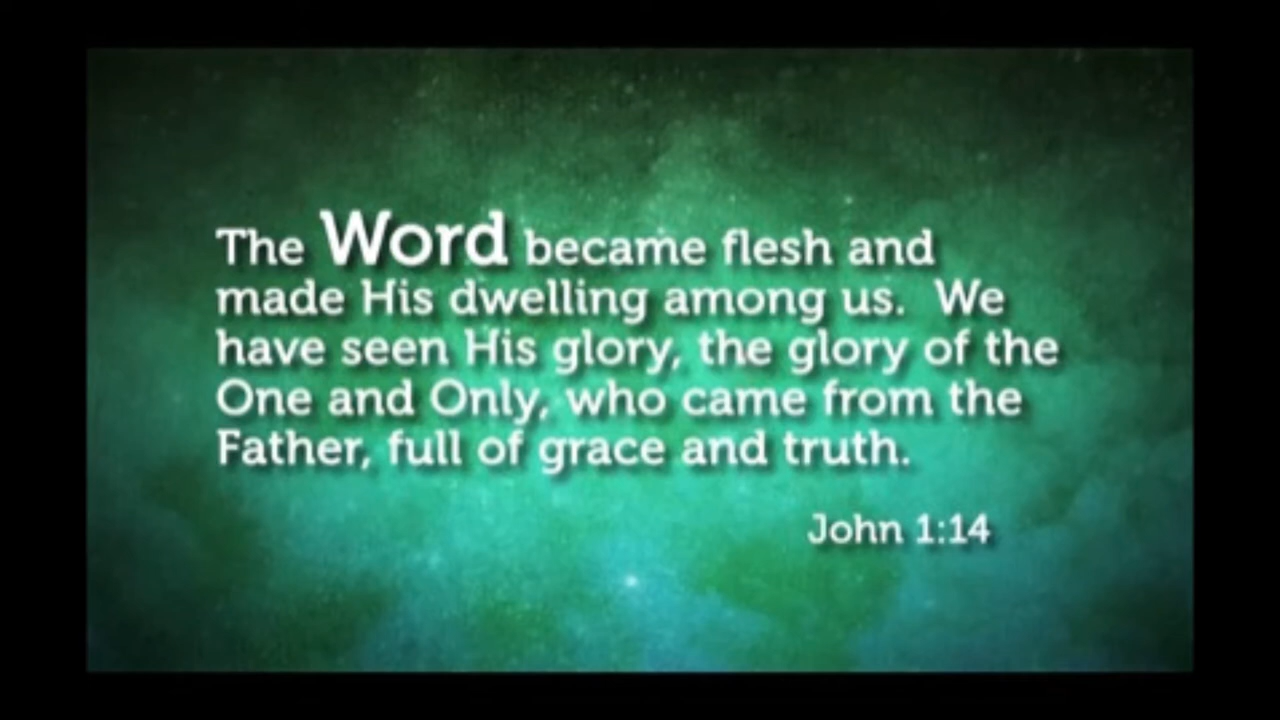 The Word became flesh and
made His dwelling among us.  We
have seen His glory, the glory of the
One and Only, who came from the
Father, full of grace and truth.
John 1:14